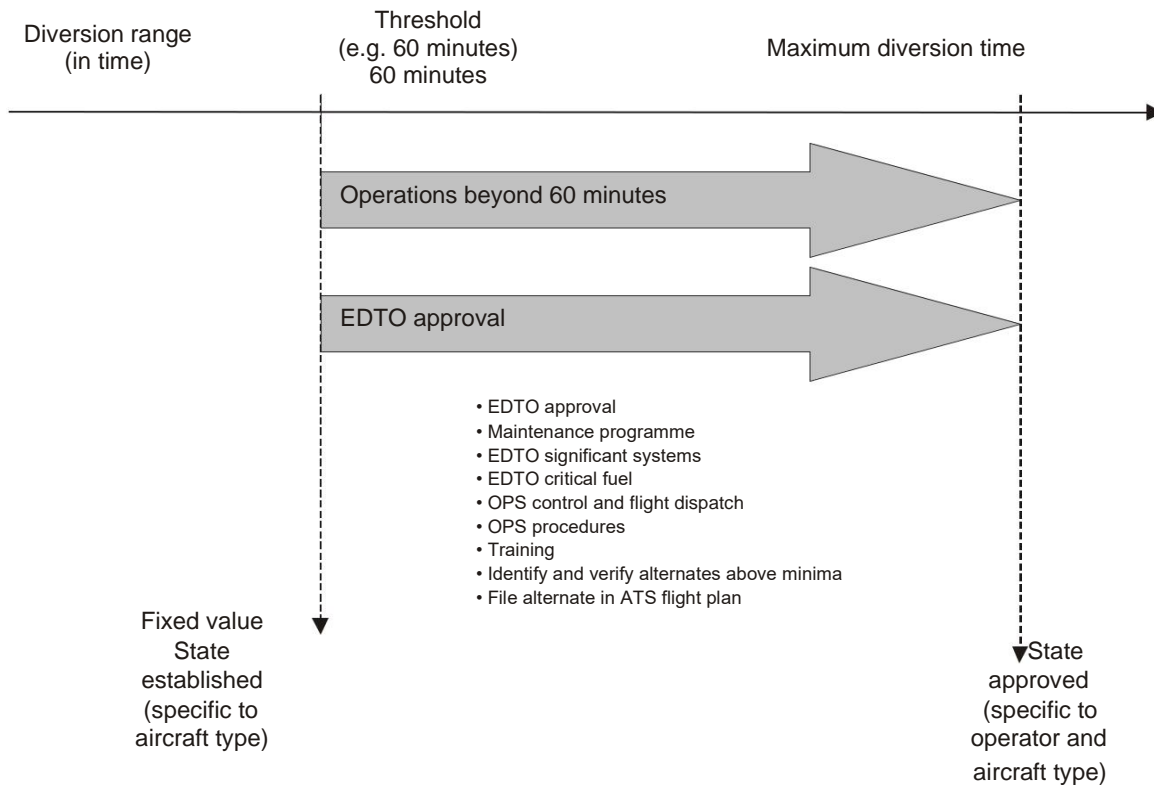 Diversion range
(in time)
Threshold
(e.g. 60 minutes)
60 minutes
Maximum diversion time
Operations beyond 60 minutes
EDTO approval
• EDTO approval
• Maintenance programme
• EDTO significant systems
• EDTO critical fuel
• OPS control and flight dispatch
• OPS procedures
• Training
• Identify and verify alternates above minima
• File alternate in ATS flight plan
Fixed value
State
established
(specific to
aircraft type)
State
approved
(specific to
operator and
aircraft type)